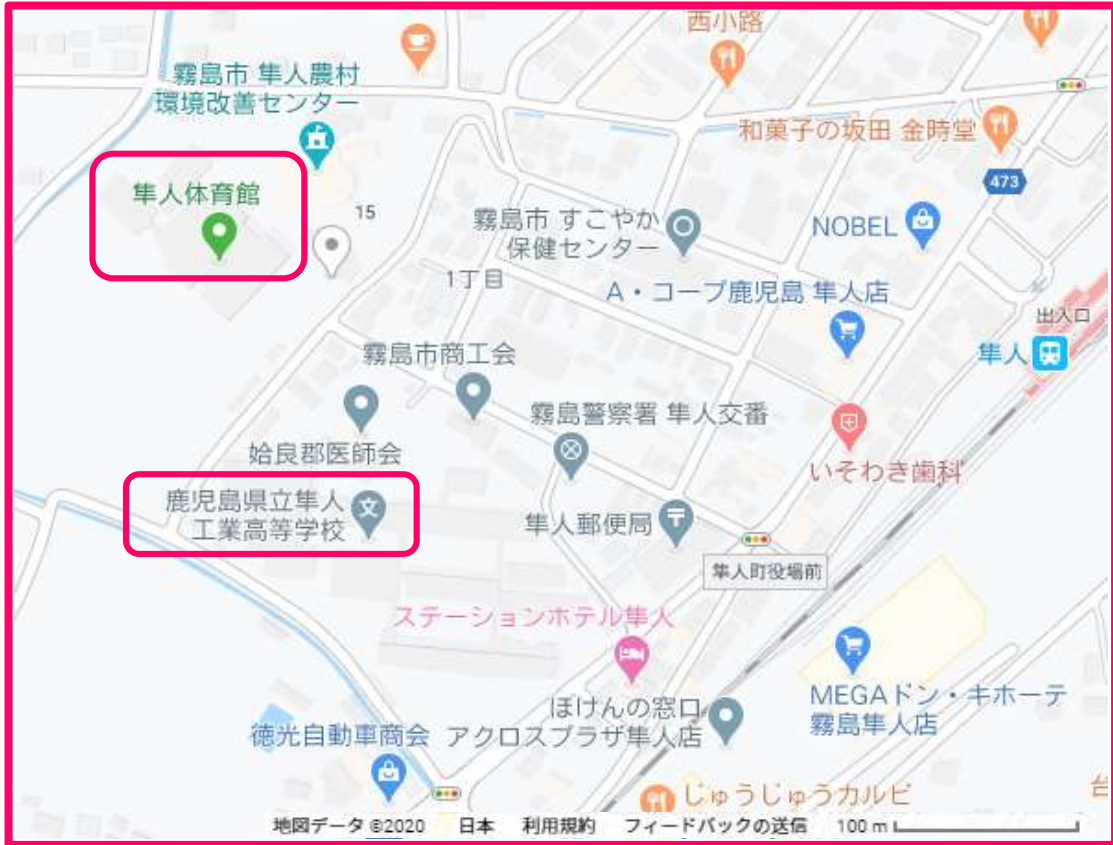 西小路
霧島市 隼人農村
環境改善センター
和菓子の坂田 金時堂
473
隼人体育館
15
霧島市 すこやか
保健センター
NOBEL
1丁目
A・コープ鹿児島 隼人店
出入口
隼人
霧島市商工会
霧島警察署 隼人交番
姶良郡医師会
いそわき歯科
鹿児島県立隼人
工業高等学校
文
隼人郵便局
隼人町役場前
ステーションホテル隼人
MEGAドン・キホーテ
霧島隼人店
ほけんの窓口
アクロスプラザ隼人店
徳光自動車商会
じゅうじゅうカルビ
台
地図データ ©2020 日本 利用規約 フィードバックの送信 100 m